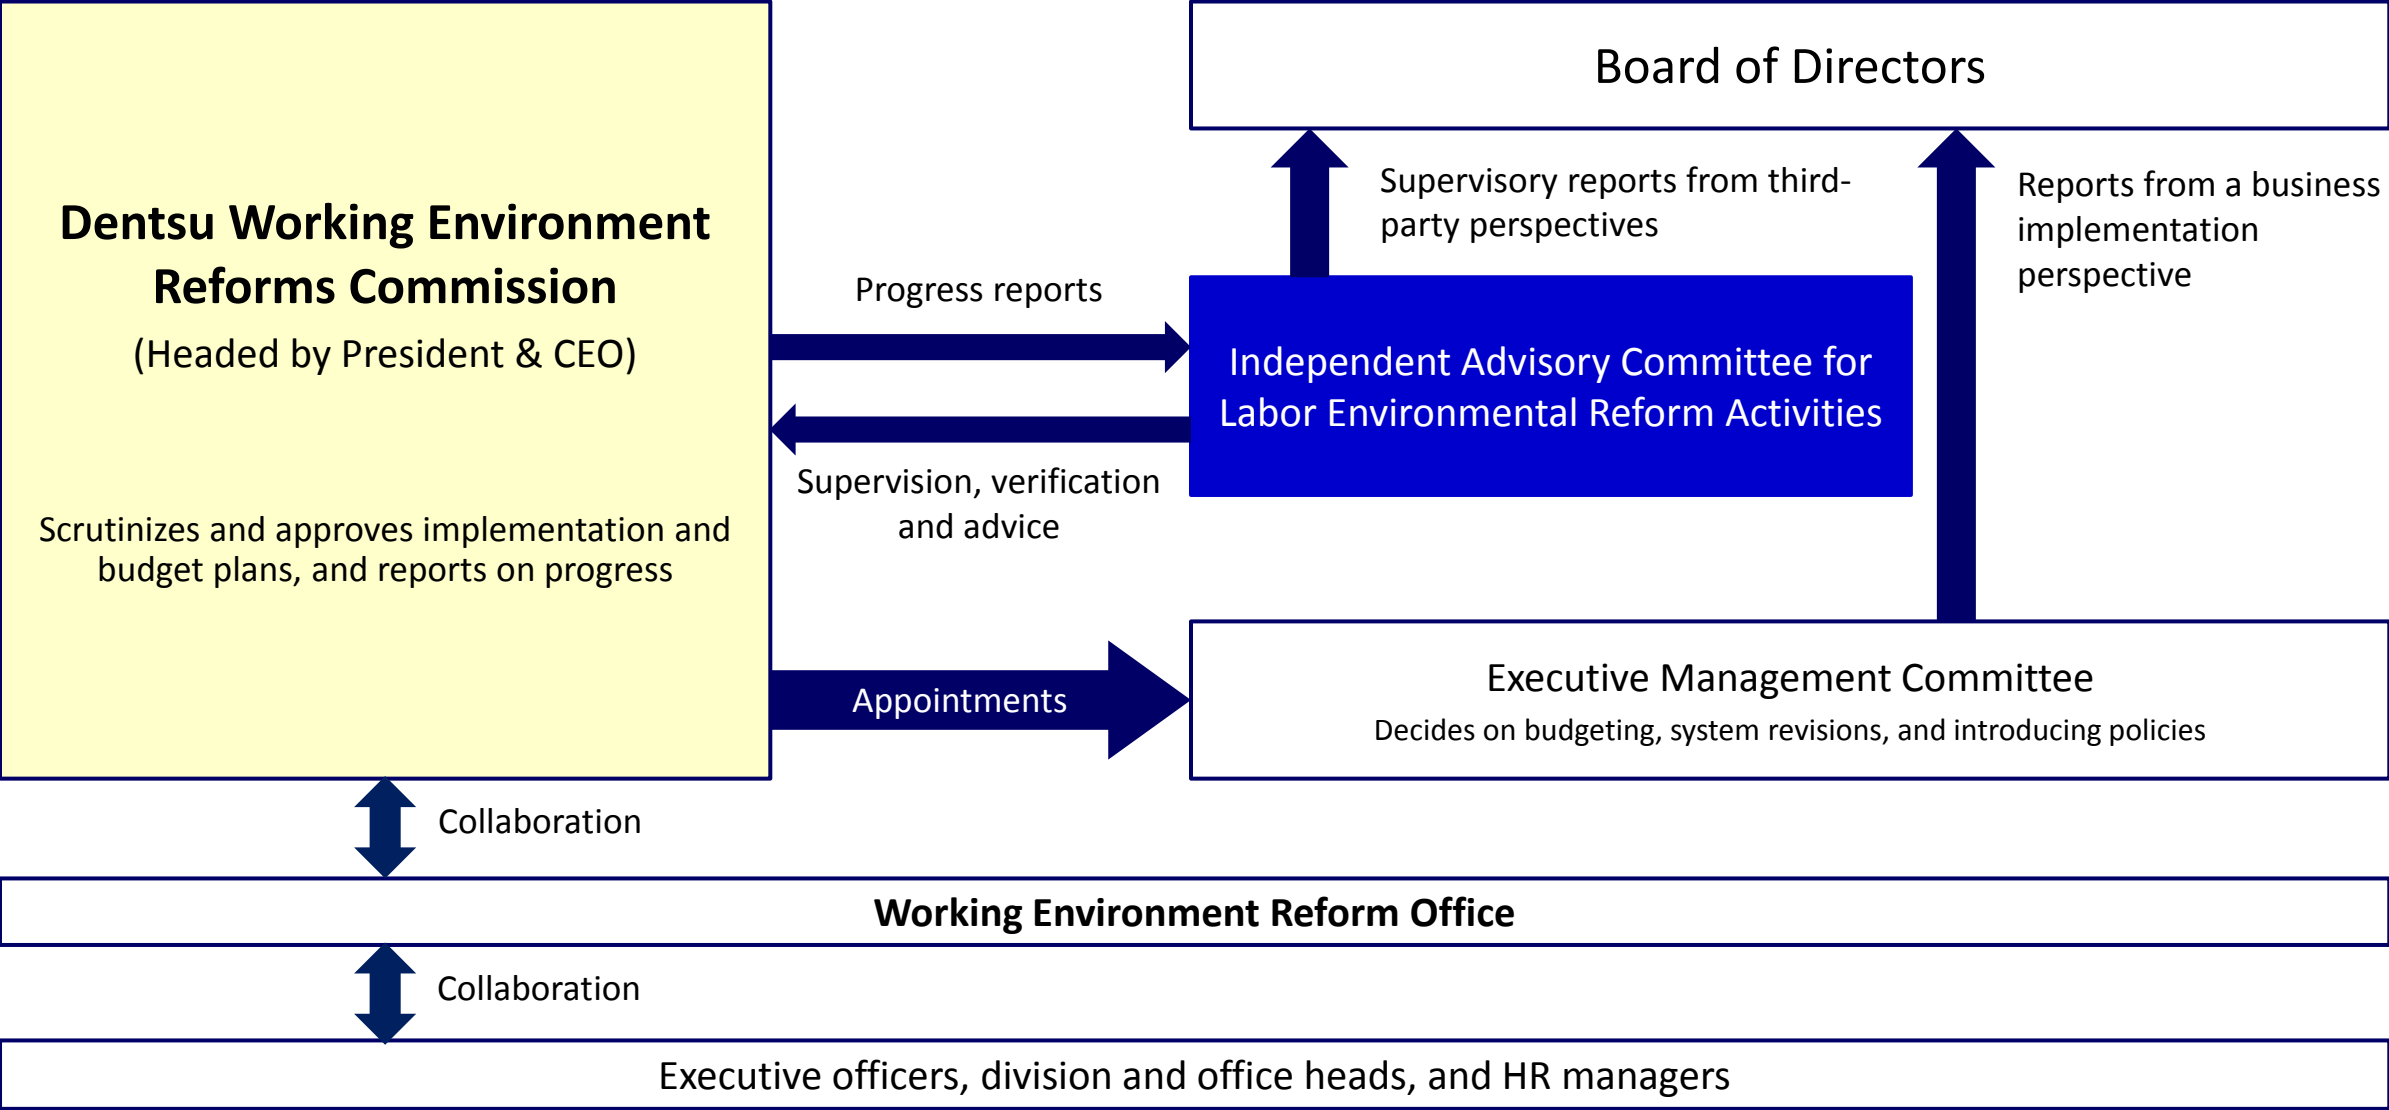 Dentsu Working Environment
Reforms Commission
(Headed by President & CEO)
Scrutinizes and approves implementation and
budget plans, and reports on progress
Board of Directors
Supervisory reports from third-
party perspectives
Reports from a business
implementation
perspective
Progress reports
Independent Advisory Committee for
Labor Environmental Reform Activities
Supervision, verification
and advice
Appointments
Executive Management Committee
Decides on budgeting, system revisions, and introducing policies
Collaboration
Working Environment Reform Office
Collaboration
Executive officers, division and office heads, and HR managers